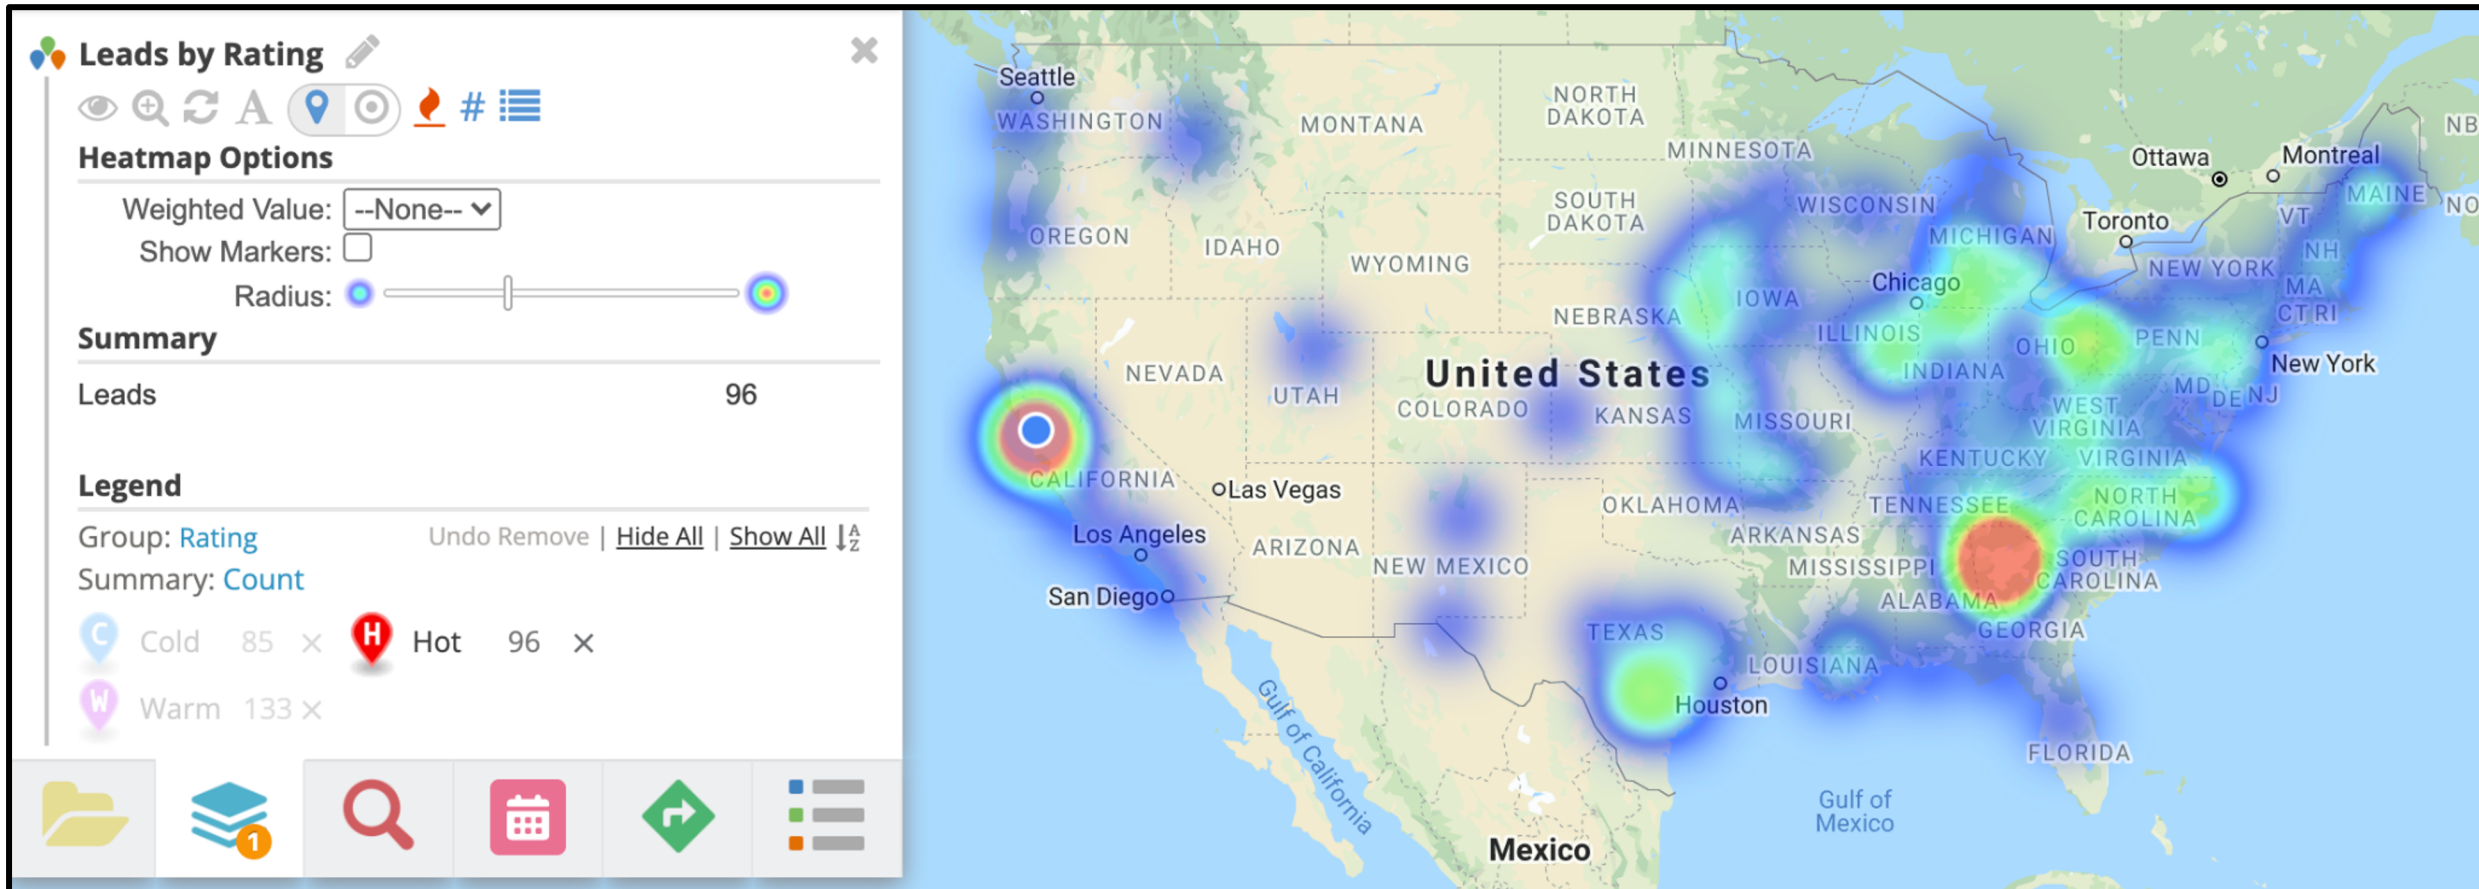 Leads by Rating
A
#
Heatmap Options
Weighted Value: --None--
Show Markers:
Radius:
Summary
Leads 96
Legend
Group: Rating Undo Remove | Hide All | Show All A Z
Summary: Count
C Cold 85 × H Hot 96 ×
W Warm 133 ×
1
Seattle
WASHINGTON
MONTANA
NORTH
DAKOTA
MINNESOTA
Ottawa
Montreal
NB
MAINE
NO
SOUTH
DAKOTA
WISCONSIN
VT
Toronto
OREGON
IDAHO
MICHIGAN
NH
WYOMING
NEW YORK
MA
Chicago
CT RI
IOWA
NEBRASKA
ILLINOIS
OHIO
PENN
NEVADA
United States
INDIANA
New York
UTAH
COLORADO
KANSAS
MD
DE NJ
MISSOURI
WEST
VIRGINIA
KENTUCKY
VIRGINIA
CALIFORNIA
Las Vegas
OKLAHOMA
TENNESSEE
NORTH
CAROLINA
Los Angeles
ARIZONA
NEW MEXICO
ARKANSAS
MISSISSIPPI
SOUTH
CAROLINA
San Diego
ALABAMA
GEORGIA
TEXAS
LOUISIANA
Houston
FLORIDA
Gulf of California
Gulf of
Mexico
Mexico